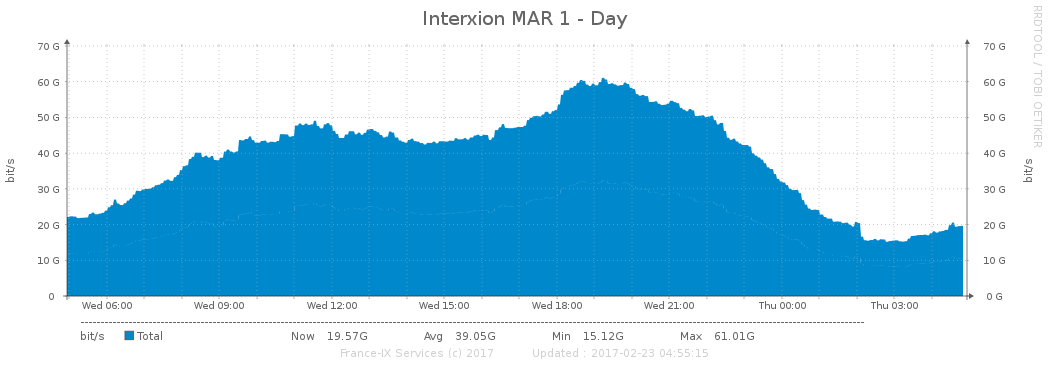 Interxion MAR 1 - Day
RRDTOOL / TOBI OETIKER
70 G 70 G
60 G 60 G
50 G 50 G
40 G 40 G
30 G 30 G
20 G 20 G
10 G 10 G
0 0 G
bit/s bit/s
Wed 06:00 Wed 09:00 Wed 12:00 Wed 15:00 Wed 18:00 Wed 21:00 Thu 00:00 Thu 03:00
bit/s Total Now 19.57G Avg 39.05G Min 15.12G Max 61.01G
France-IX Services (c) 2017 Updated : 2017-02-23 04:55:15